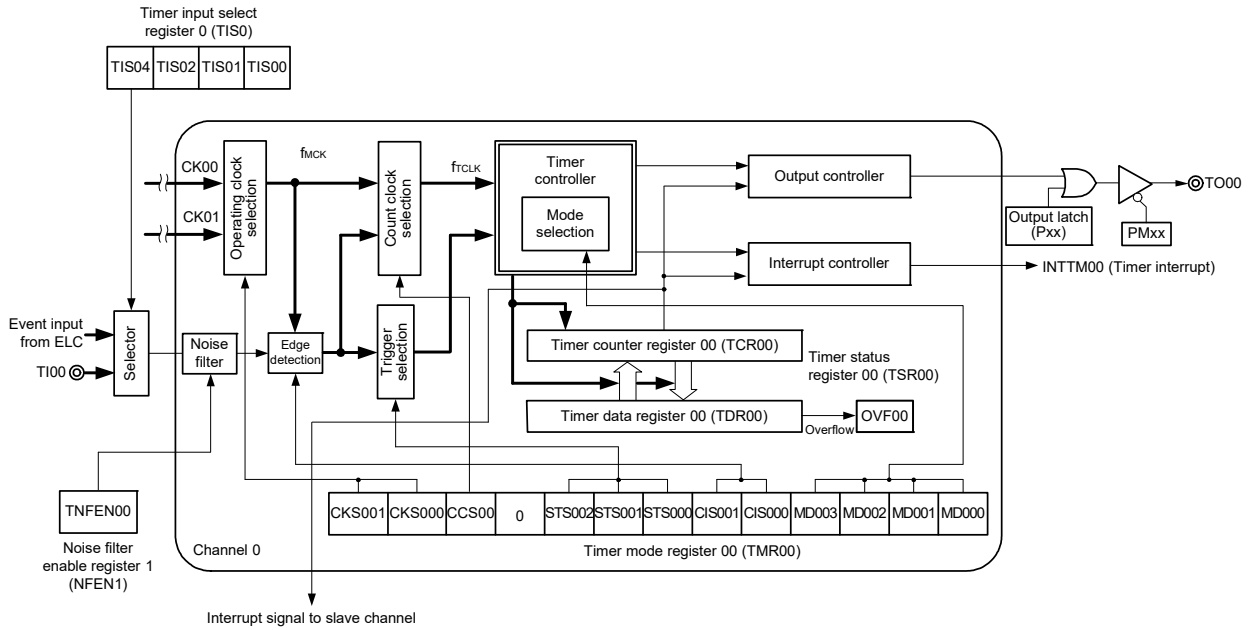 Timer input select
register 0 (TIS0)
TIS04 TIS02 TIS01 TIS00
CK00
CK01
Operating clock
selection
fMCK
Count clock
selection
fTCLK
Timer
controller
Mode
selection
Output controller
Interrupt controller
Output latch
(Pxx)
PMxx
TO00
INTTM00 (Timer interrupt)
Event input
from ELC
TI00
Selector
Noise
filter
Edge
detection
Trigger
selection
Timer counter register 00 (TCR00)
Timer status
register 00 (TSR00)
Timer data register 00 (TDR00)
Overflow
OVF00
TNFEN00
Noise filter
enable register 1
(NFEN1)
CKS001 CKS000 CCS00 0 STS002 STS001 STS000 CIS001 CIS000 MD003 MD002 MD001 MD000
Channel 0
Timer mode register 00 (TMR00)
Interrupt signal to slave channel